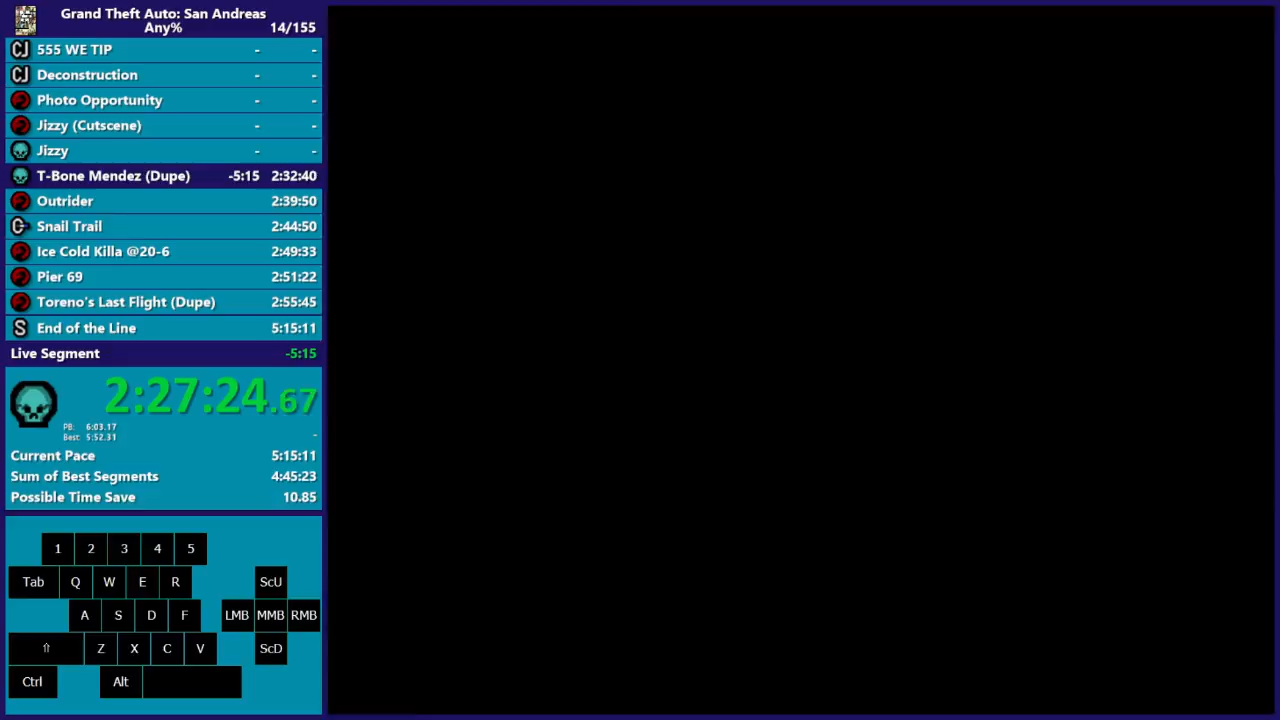 Grand Theft Auto: San Andreas
Any% 14/155
CJ 555 WE TIP - -
CJ Deconstruction - -
Photo Opportunity - -
Jizzy (Cutscene) - -
Jizzy - -
T-Bone Mendez (Dupe) -5:15 2:32:40
Outrider 2:39:50
Snail Trail 2:44:50
Ice Cold Killa @20-6 2:49:33
Pier 69 2:51:22
Toreno's Last Flight (Dupe) 2:55:45
S End of the Line 5:15:11
Live Segment -5:15
2:27:24.67
PB: 6:03.17
Best: 5:52.31 -
Current Pace 5:15:11
Sum of Best Segments 4:45:23
Possible Time Save 10.85
1 2 3 4 5
Tab Q W E R ScU
A S D F LMB MMB RMB
⇧ Z X C V ScD
Ctrl Alt